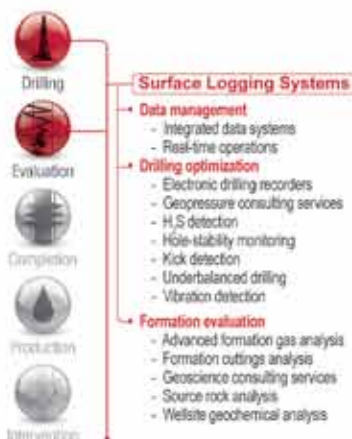 Drilling
Evaluation
Completion
Production
Intervention
Surface Logging Systems
Data management
- Integrated data systems
- Real-time operations
Drilling optimization
- Electronic drilling recorders
- Geopressure consulting services
- H₂S detection
- Hole-stability monitoring
- Kick detection
- Underbalanced drilling
- Vibration detection
Formation evaluation
- Advanced formation gas analysis
- Formation cuttings analysis
- Geoscience consulting services
- Source rock analysis
- Wellsite geochemical analysis